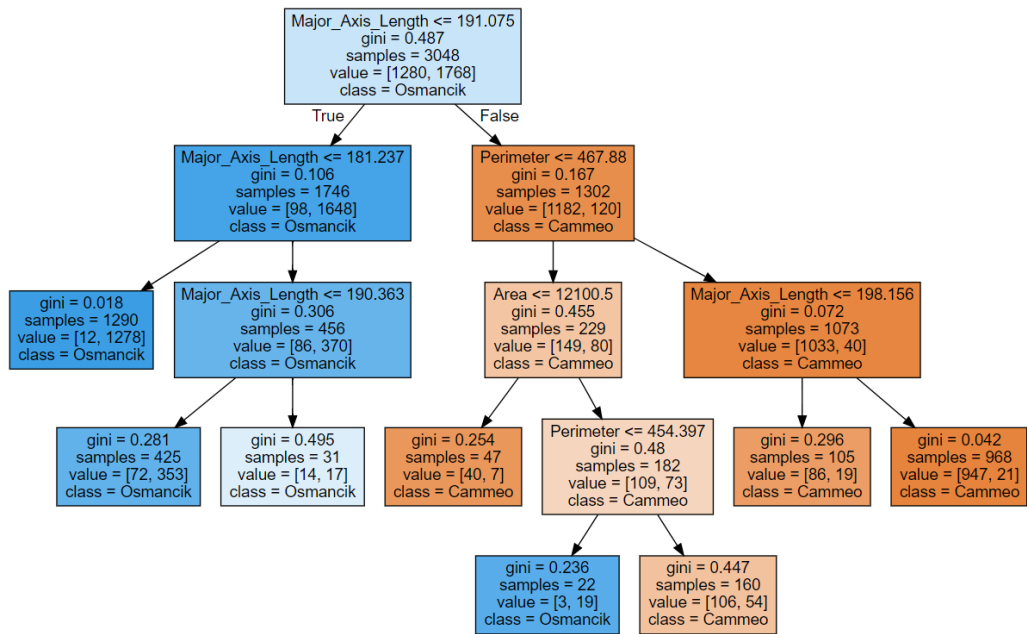 Major_Axis_Length <= 191.075
gini = 0.487
samples = 3048
value = [1280, 1768]
class = Osmancik
True
False
Major_Axis_Length <= 181.237
gini = 0.106
samples = 1746
value = [98, 1648]
class = Osmancik
Perimeter <= 467.88
gini = 0.167
samples = 1302
value = [1182, 120]
class = Cammeo
gini = 0.018
samples = 1290
value = [12, 1278]
class = Osmancik
Major_Axis_Length <= 190.363
gini = 0.306
samples = 456
value = [86, 370]
class = Osmancik
Area <= 12100.5
gini = 0.455
samples = 229
value = [149, 80]
class = Cammeo
Major_Axis_Length <= 198.156
gini = 0.072
samples = 1073
value = [1033, 40]
class = Cammeo
gini = 0.281
samples = 425
value = [72, 353]
class = Osmancik
gini = 0.495
samples = 31
value = [14, 17]
class = Osmancik
gini = 0.254
samples = 47
value = [40, 7]
class = Cammeo
Perimeter <= 454.397
gini = 0.48
samples = 182
value = [109, 73]
class = Cammeo
gini = 0.296
samples = 105
value = [86, 19]
class = Cammeo
gini = 0.042
samples = 968
value = [947, 21]
class = Cammeo
gini = 0.236
samples = 22
value = [3, 19]
class = Osmancik
gini = 0.447
samples = 160
value = [106, 54]
class = Cammeo